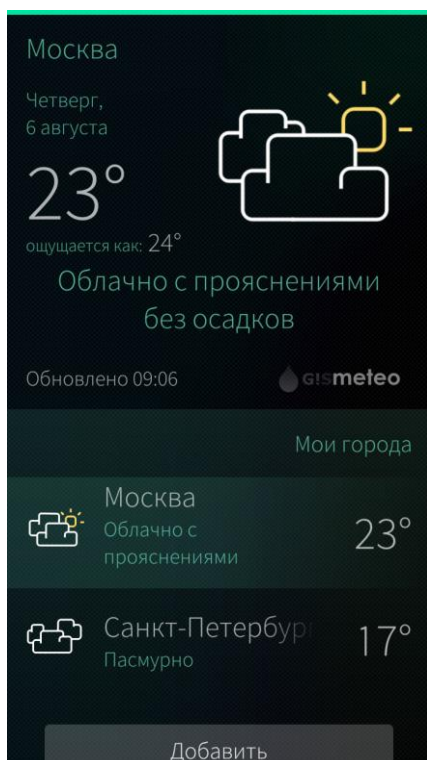 Москва
Четверг,
6 августа
23°
ощущается как: 24°
Облачно с прояснениями
без осадков
Обновлено 09:06
GISmeteo
Мои города
Москва
Облачно с
прояснениями
23°
Санкт-Петербур
Пасмурно
17°
Добавить